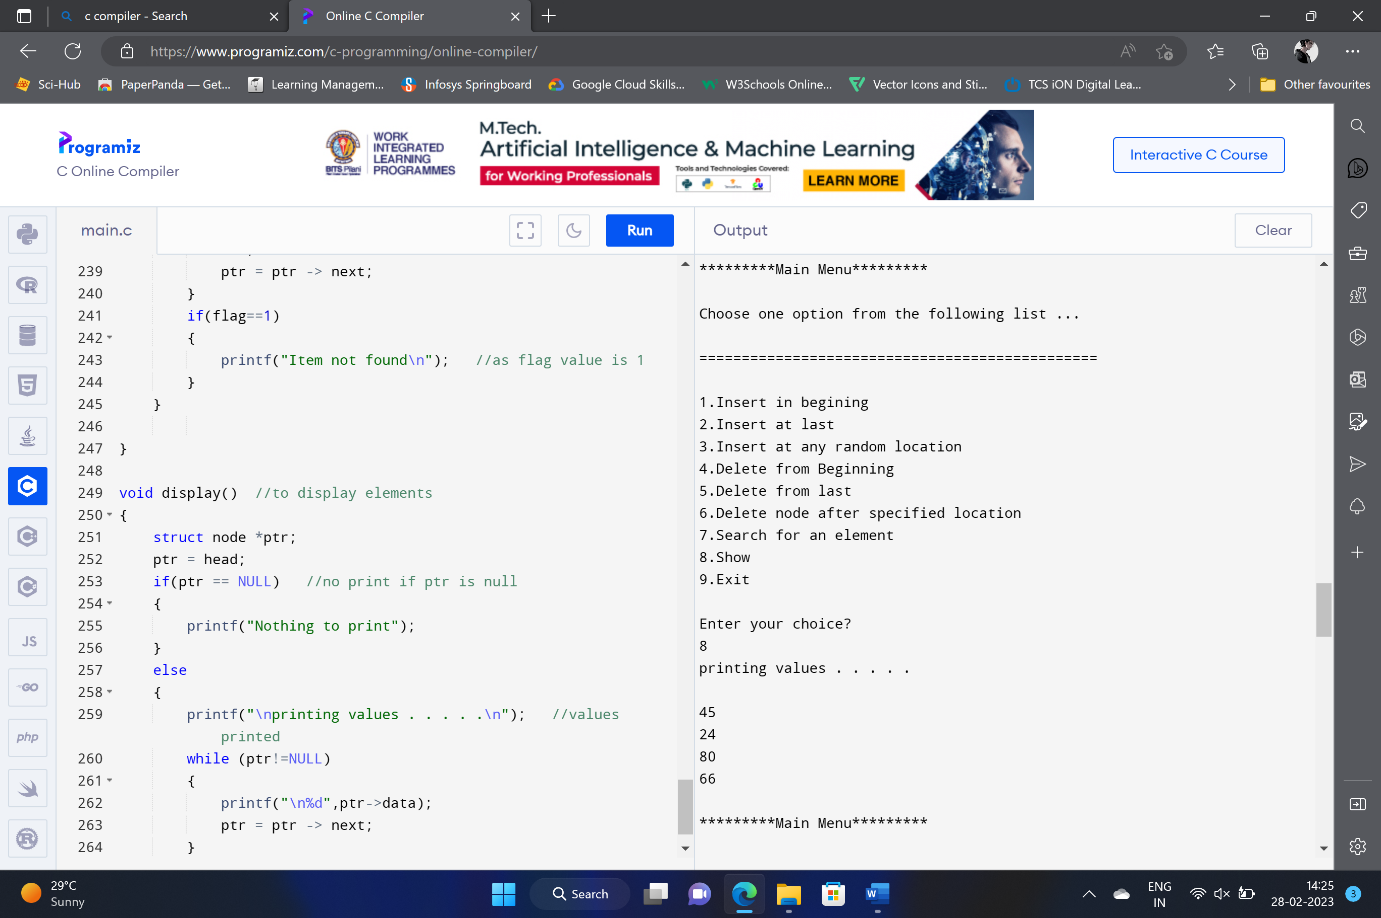 c compiler - Search
Online C Compiler
https://www.programiz.com/c-programming/online-compiler/
Sci-Hub
PaperPanda — Get...
Learning Managem...
Infosys Springboard
Google Cloud Skills...
W3Schools Online...
Vector Icons and Sti...
TCS iON Digital Lea...
Other favourites
Programiz
C Online Compiler
BITS Pilani
WORK
INTEGRATED
LEARNING
PROGRAMMES
M.Tech.
Artificial Intelligence & Machine Learning
for Working Professionals
Tools and Technologies Covered:
LEARN MORE
Interactive C Course
main.c
Run
Output
Clear
239 ptr = ptr -> next;
240 }
241 if(flag==1)
242 {
243 printf("Item not found\n"); //as flag value is 1
244 }
245 }
246
247 }
248
249 void display() //to display elements
250 {
251 struct node *ptr;
252 ptr = head;
253 if(ptr == NULL) //no print if ptr is null
254 {
255 printf("Nothing to print");
256 }
257 else
258 {
259 printf("\nprinting values . . . . .\n"); //values
printed
260 while (ptr!=NULL)
261 {
262 printf("\n%d",ptr->data);
263 ptr = ptr -> next;
264 }
*********Main Menu*********
Choose one option from the following list ...
===============================================
1.Insert in begining
2.Insert at last
3.Insert at any random location
4.Delete from Beginning
5.Delete from last
6.Delete node after specified location
7.Search for an element
8.Show
9.Exit
Enter your choice?
8
printing values . . . . .
45
24
80
66
*********Main Menu*********
JS
GO
php
29°C
Sunny
Search
ENG
IN
14:25
28-02-2023
3